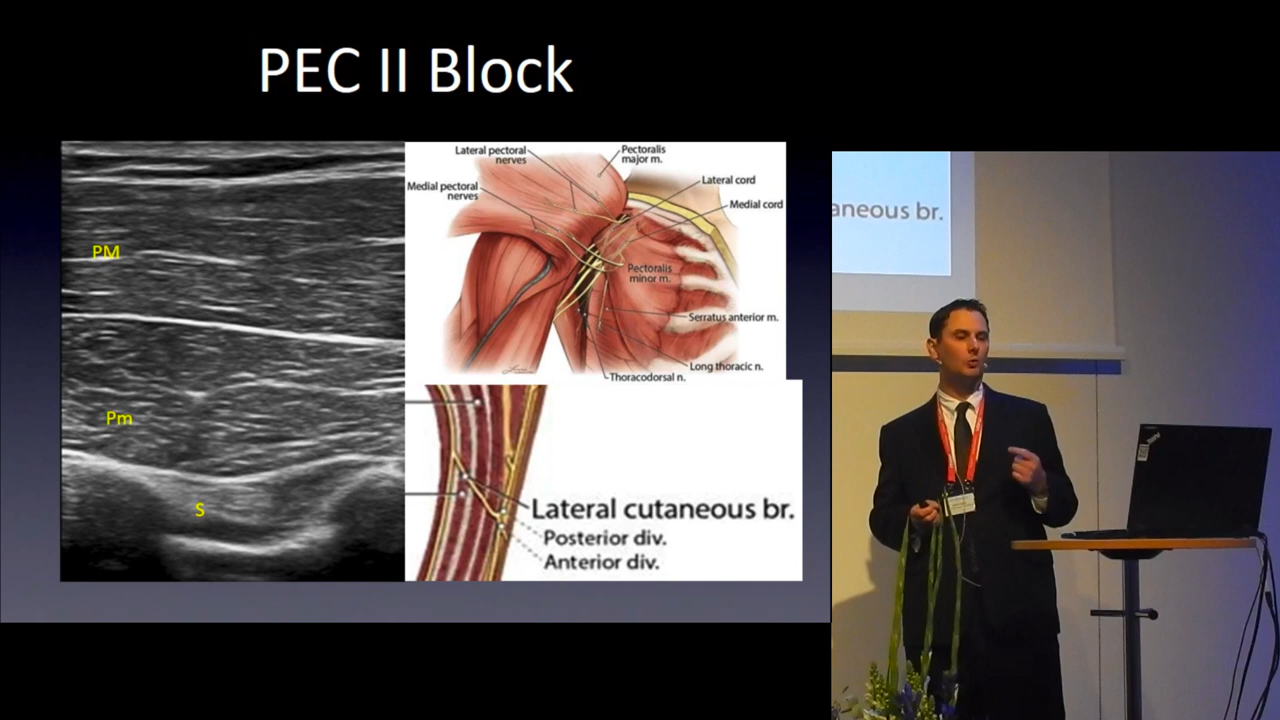 PEC II Block
PM
Pm
S
Lateral pectoral
nerves
Pectoralis
major m.
Medial pectoral
nerves
Lateral cord
Medial cord
Pectoralis
minor m.
Serratus anterior m.
Long thoracic n.
Thoracodorsal n.
Lateral cutaneous br.
Posterior div.
Anterior div.
aneous br.